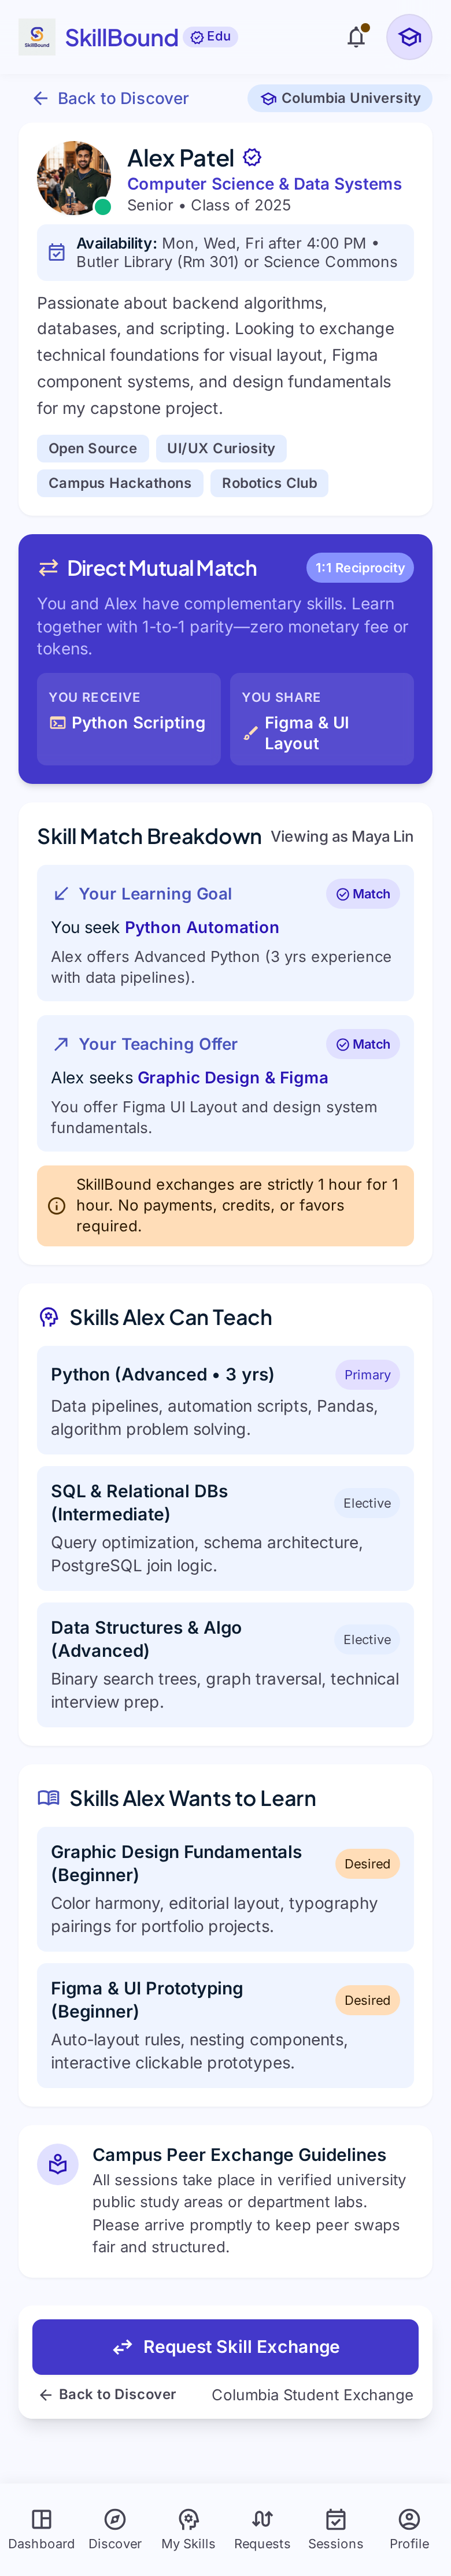 SkillBound
SkillBound
Edu
Back to Discover
Columbia University
Alex Patel
Computer Science & Data Systems
Senior • Class of 2025
Availability: Mon, Wed, Fri after 4:00 PM •
Butler Library (Rm 301) or Science Commons
Passionate about backend algorithms,
databases, and scripting. Looking to exchange
technical foundations for visual layout, Figma
component systems, and design fundamentals
for my capstone project.
Open Source
UI/UX Curiosity
Campus Hackathons
Robotics Club
Direct Mutual Match
1:1 Reciprocity
You and Alex have complementary skills. Learn
together with 1-to-1 parity—zero monetary fee or
tokens.
YOU RECEIVE
Python Scripting
YOU SHARE
Figma & UI
Layout
Skill Match Breakdown
Viewing as Maya Lin
Your Learning Goal
Match
You seek Python Automation
Alex offers Advanced Python (3 yrs experience
with data pipelines).
Your Teaching Offer
Match
Alex seeks Graphic Design & Figma
You offer Figma UI Layout and design system
fundamentals.
SkillBound exchanges are strictly 1 hour for 1
hour. No payments, credits, or favors
required.
Skills Alex Can Teach
Python (Advanced • 3 yrs)
Primary
Data pipelines, automation scripts, Pandas,
algorithm problem solving.
SQL & Relational DBs
(Intermediate)
Elective
Query optimization, schema architecture,
PostgreSQL join logic.
Data Structures & Algo
(Advanced)
Elective
Binary search trees, graph traversal, technical
interview prep.
Skills Alex Wants to Learn
Graphic Design Fundamentals
(Beginner)
Desired
Color harmony, editorial layout, typography
pairings for portfolio projects.
Figma & UI Prototyping
(Beginner)
Desired
Auto-layout rules, nesting components,
interactive clickable prototypes.
Campus Peer Exchange Guidelines
All sessions take place in verified university
public study areas or department labs.
Please arrive promptly to keep peer swaps
fair and structured.
Request Skill Exchange
Back to Discover
Columbia Student Exchange
Dashboard
Discover
My Skills
Requests
Sessions
Profile